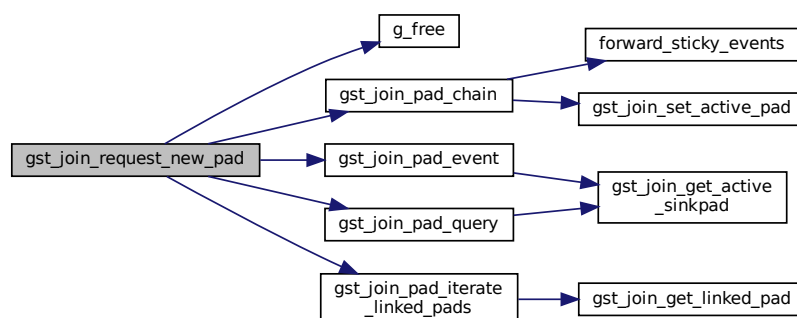 g_free
forward_sticky_events
gst_join_pad_chain
gst_join_set_active_pad
gst_join_request_new_pad
gst_join_pad_event
gst_join_get_active
_sinkpad
gst_join_pad_query
gst_join_pad_iterate
_linked_pads
gst_join_get_linked_pad